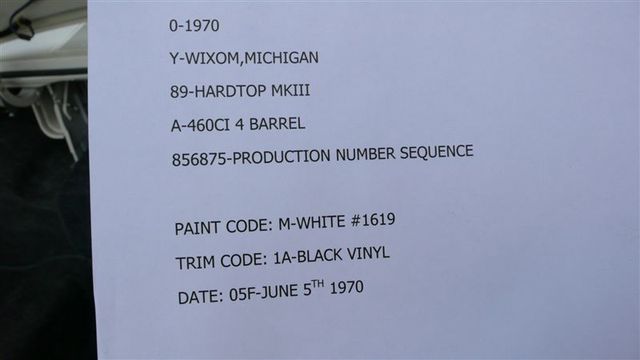 0-1970
Y-WIXOM,MICHIGAN
89-HARDTOP MKIII
A-460CI 4 BARREL
856875-PRODUCTION NUMBER SEQUENCE
PAINT CODE: M-WHITE #1619
TRIM CODE: 1A-BLACK VINYL
DATE: 05F-JUNE 5TH 1970